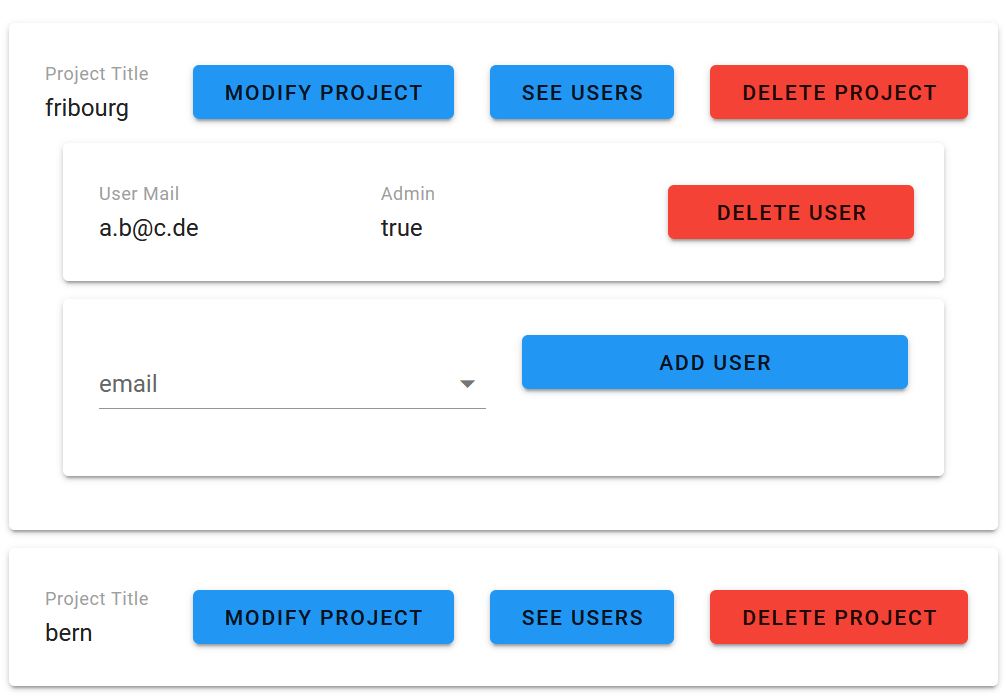 Project Title
fribourg
MODIFY PROJECT
SEE USERS
DELETE PROJECT
User Mail
a.b@c.de
Admin
true
DELETE USER
email
ADD USER
Project Title
bern
MODIFY PROJECT
SEE USERS
DELETE PROJECT